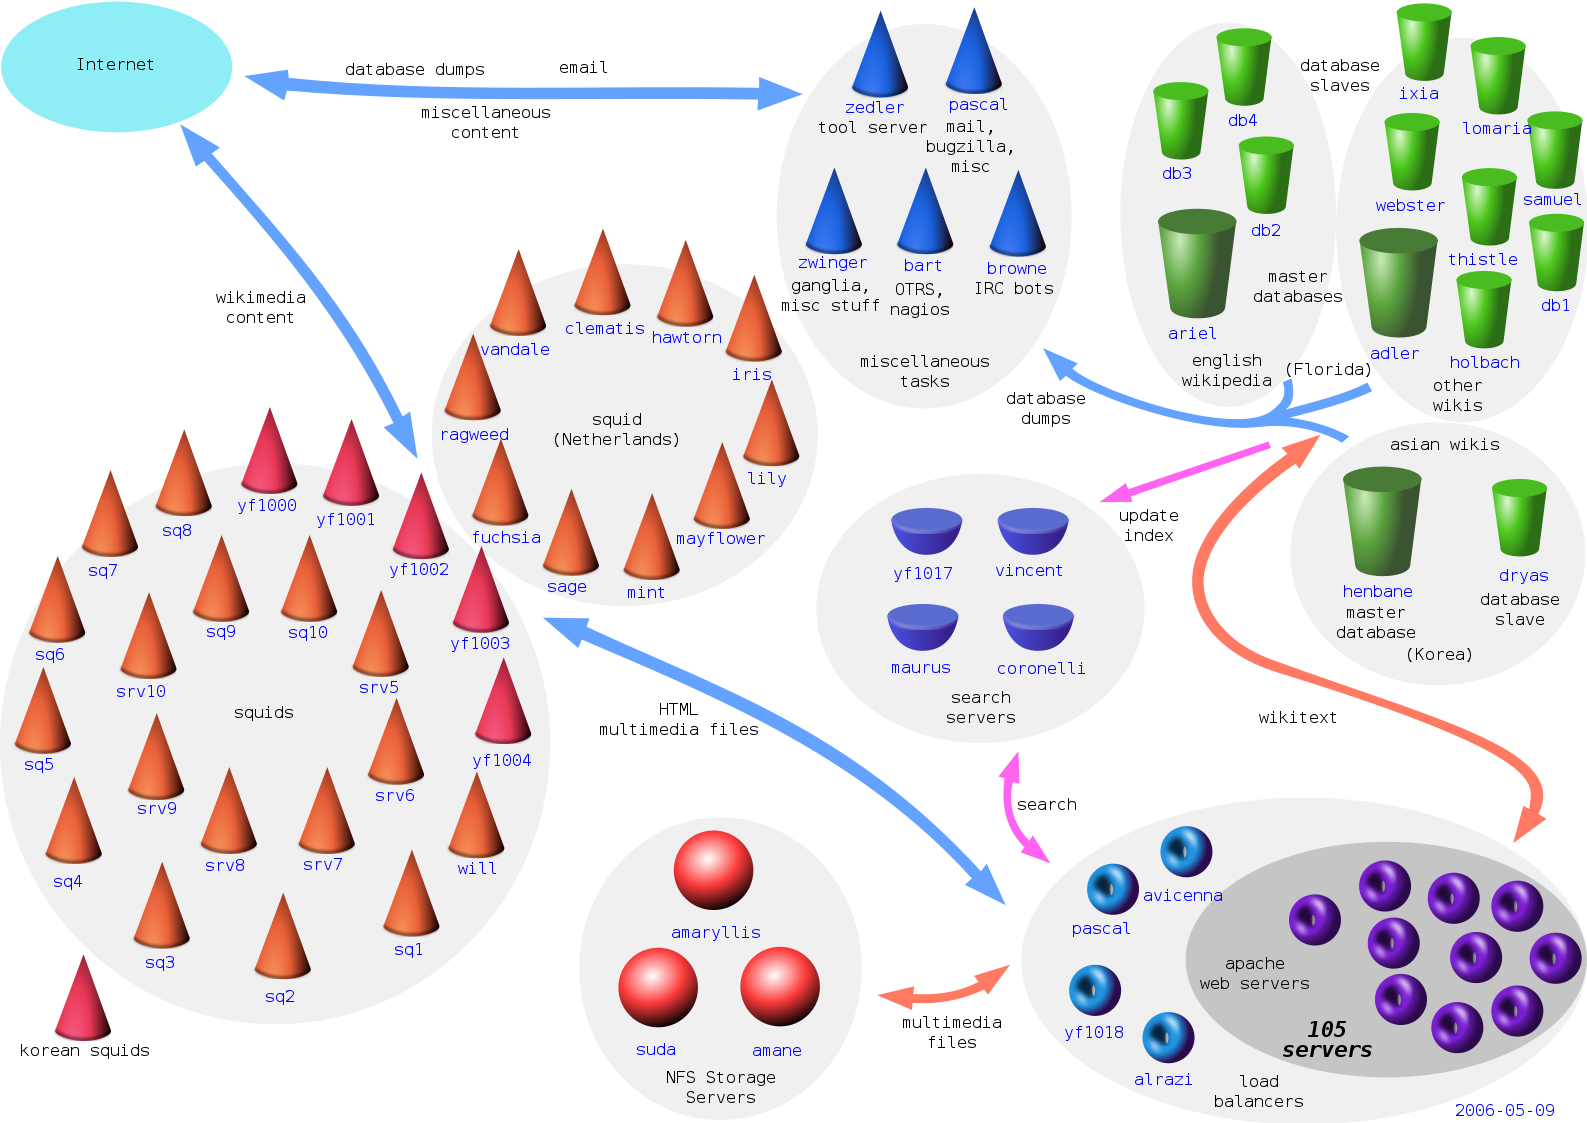 Internet
database dumps
email
miscellaneous
content
wikimedia
content
zedler
tool server
pascal
mail,
bugzilla,
misc
zwinger
ganglia,
misc stuff
bart
OTRS,
nagios
browne
IRC bots
miscellaneous
tasks
db4
db3
db2
ariel
english
wikipedia
database
slaves
master
databases
(Florida)
ixia
lomaria
samuel
webster
thistle
db1
adler
holbach
other
wikis
database
dumps
asian wikis
henbane
master
database
dryas
database
slave
(Korea)
vandale
clematis
hawtorn
iris
ragweed
squid
(Netherlands)
lily
fuchsia
mayflower
sage
mint
yf1000
yf1001
sq8
yf1002
sq7
yf1003
sq9
sq10
sq6
srv10
srv5
squids
yf1004
sq5
srv9
srv6
srv8
srv7
will
sq4
sq1
sq3
sq2
korean squids
update
index
yf1017
vincent
maurus
coronelli
search
servers
HTML
multimedia files
wikitext
search
amaryllis
suda
amane
NFS Storage
Servers
multimedia
files
avicenna
pascal
yf1018
alrazi
apache
web servers
105
servers
load
balancers
2006-05-09